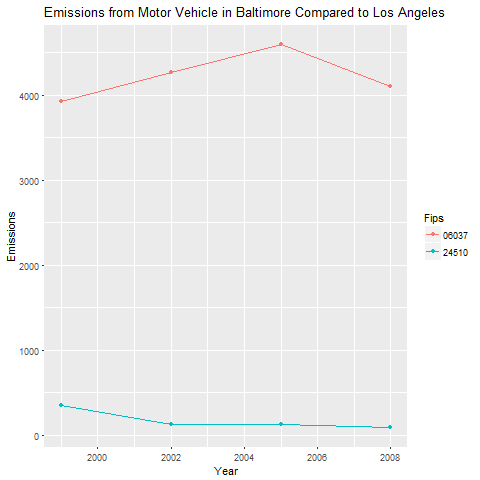 Emissions from Motor Vehicle in Baltimore Compared to Los Angeles
Emissions
4000
3000
2000
1000
0
2000 2002 2004 2006 2008
Year
Fips
06037
24510